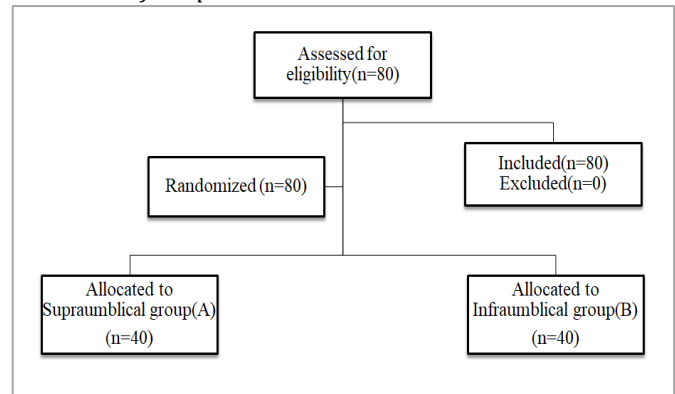 Assessed for
eligibility(n=80)
Included(n=80)
Excluded(n=0)
Randomized (n=80)
Allocated to
Supraumblical group(A)
(n=40)
Allocated to
Infraumblical group(B)
(n=40)